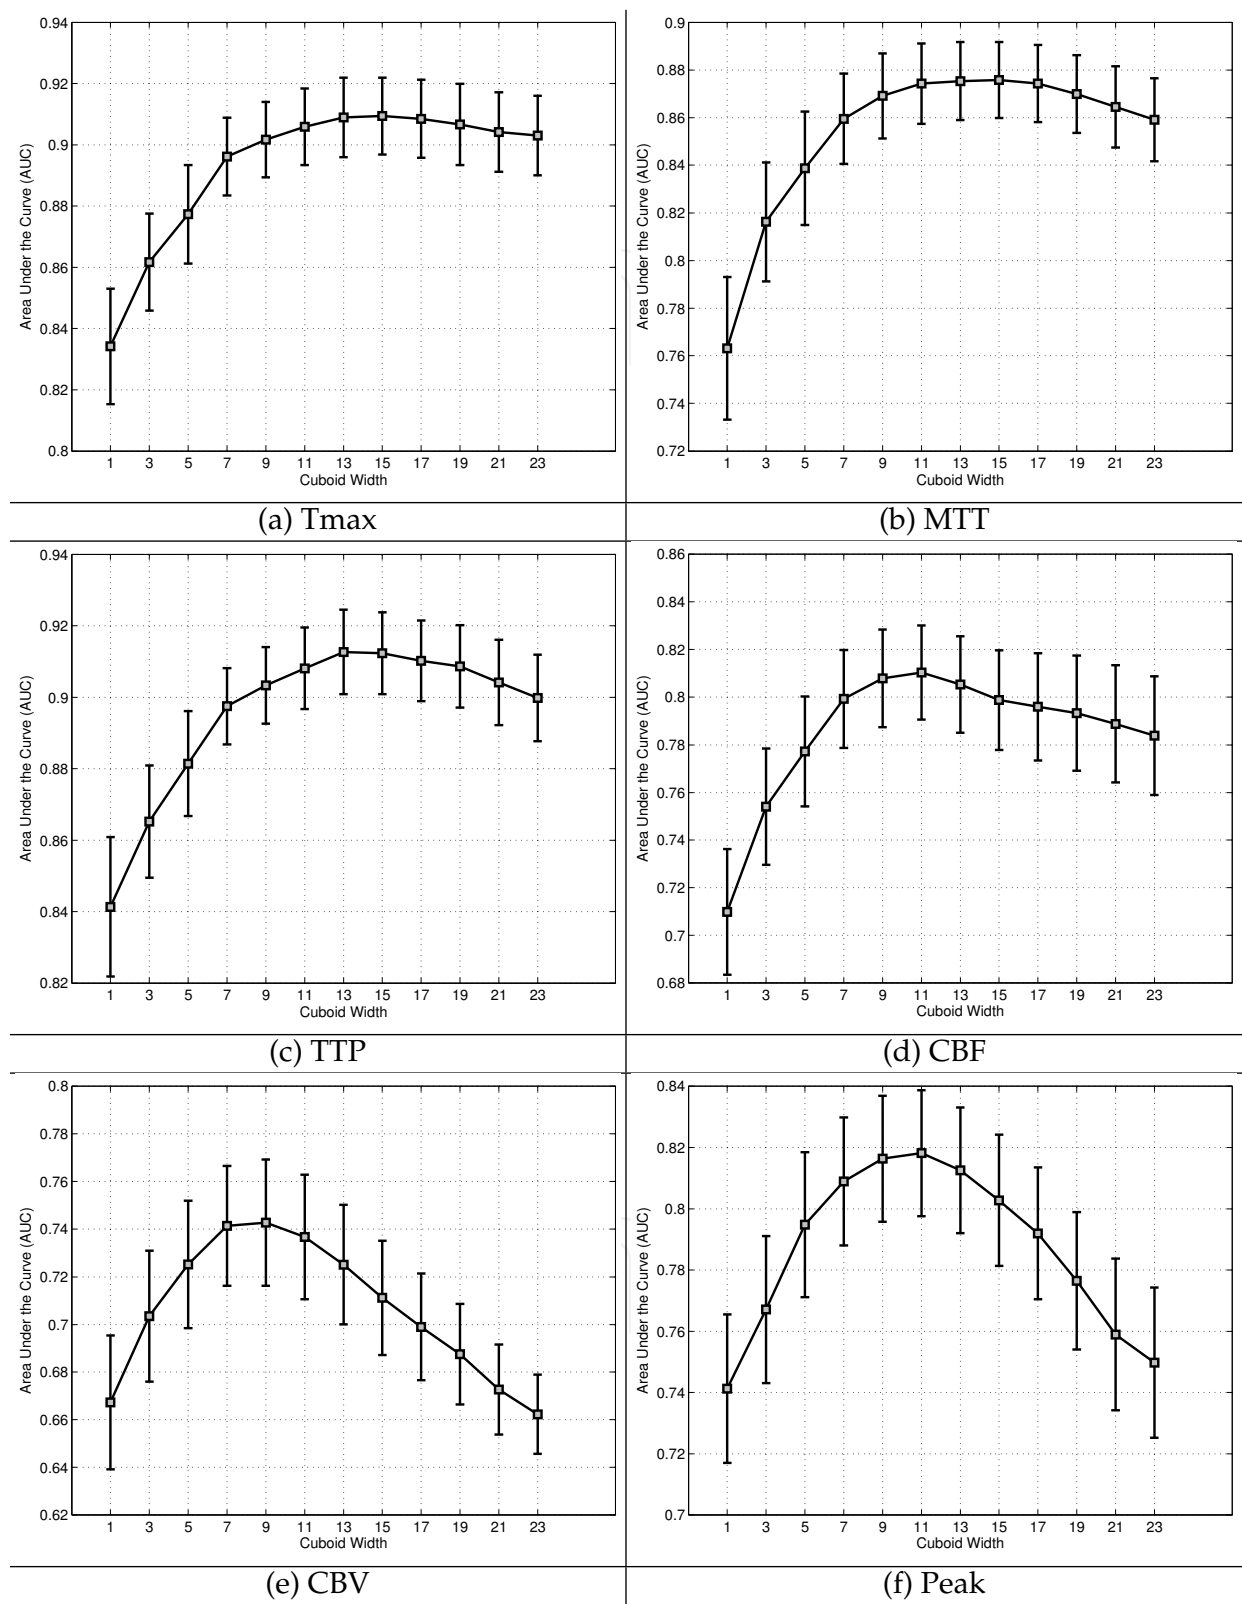 0.94
0.92
0.9
0.88
0.86
0.84
0.82
0.8
Area Under the Curve (AUC)
1 3 5 7 9 11 13 15 17 19 21 23
Cuboid Width
(a) Tmax
0.9
0.88
0.86
0.84
0.82
0.8
0.78
0.76
0.74
0.72
Area Under the Curve (AUC)
1 3 5 7 9 11 13 15 17 19 21 23
Cuboid Width
(b) MTT
0.94
0.92
0.9
0.88
0.86
0.84
0.82
Area Under the Curve (AUC)
1 3 5 7 9 11 13 15 17 19 21 23
Cuboid Width
(c) TTP
0.86
0.84
0.82
0.8
0.78
0.76
0.74
0.72
0.7
0.68
Area Under the Curve (AUC)
1 3 5 7 9 11 13 15 17 19 21 23
Cuboid Width
(d) CBF
0.8
0.78
0.76
0.74
0.72
0.7
0.68
0.66
0.64
0.62
Area Under the Curve (AUC)
1 3 5 7 9 11 13 15 17 19 21 23
Cuboid Width
(e) CBV
0.84
0.82
0.8
0.78
0.76
0.74
0.72
0.7
Area Under the Curve (AUC)
1 3 5 7 9 11 13 15 17 19 21 23
Cuboid Width
(f) Peak